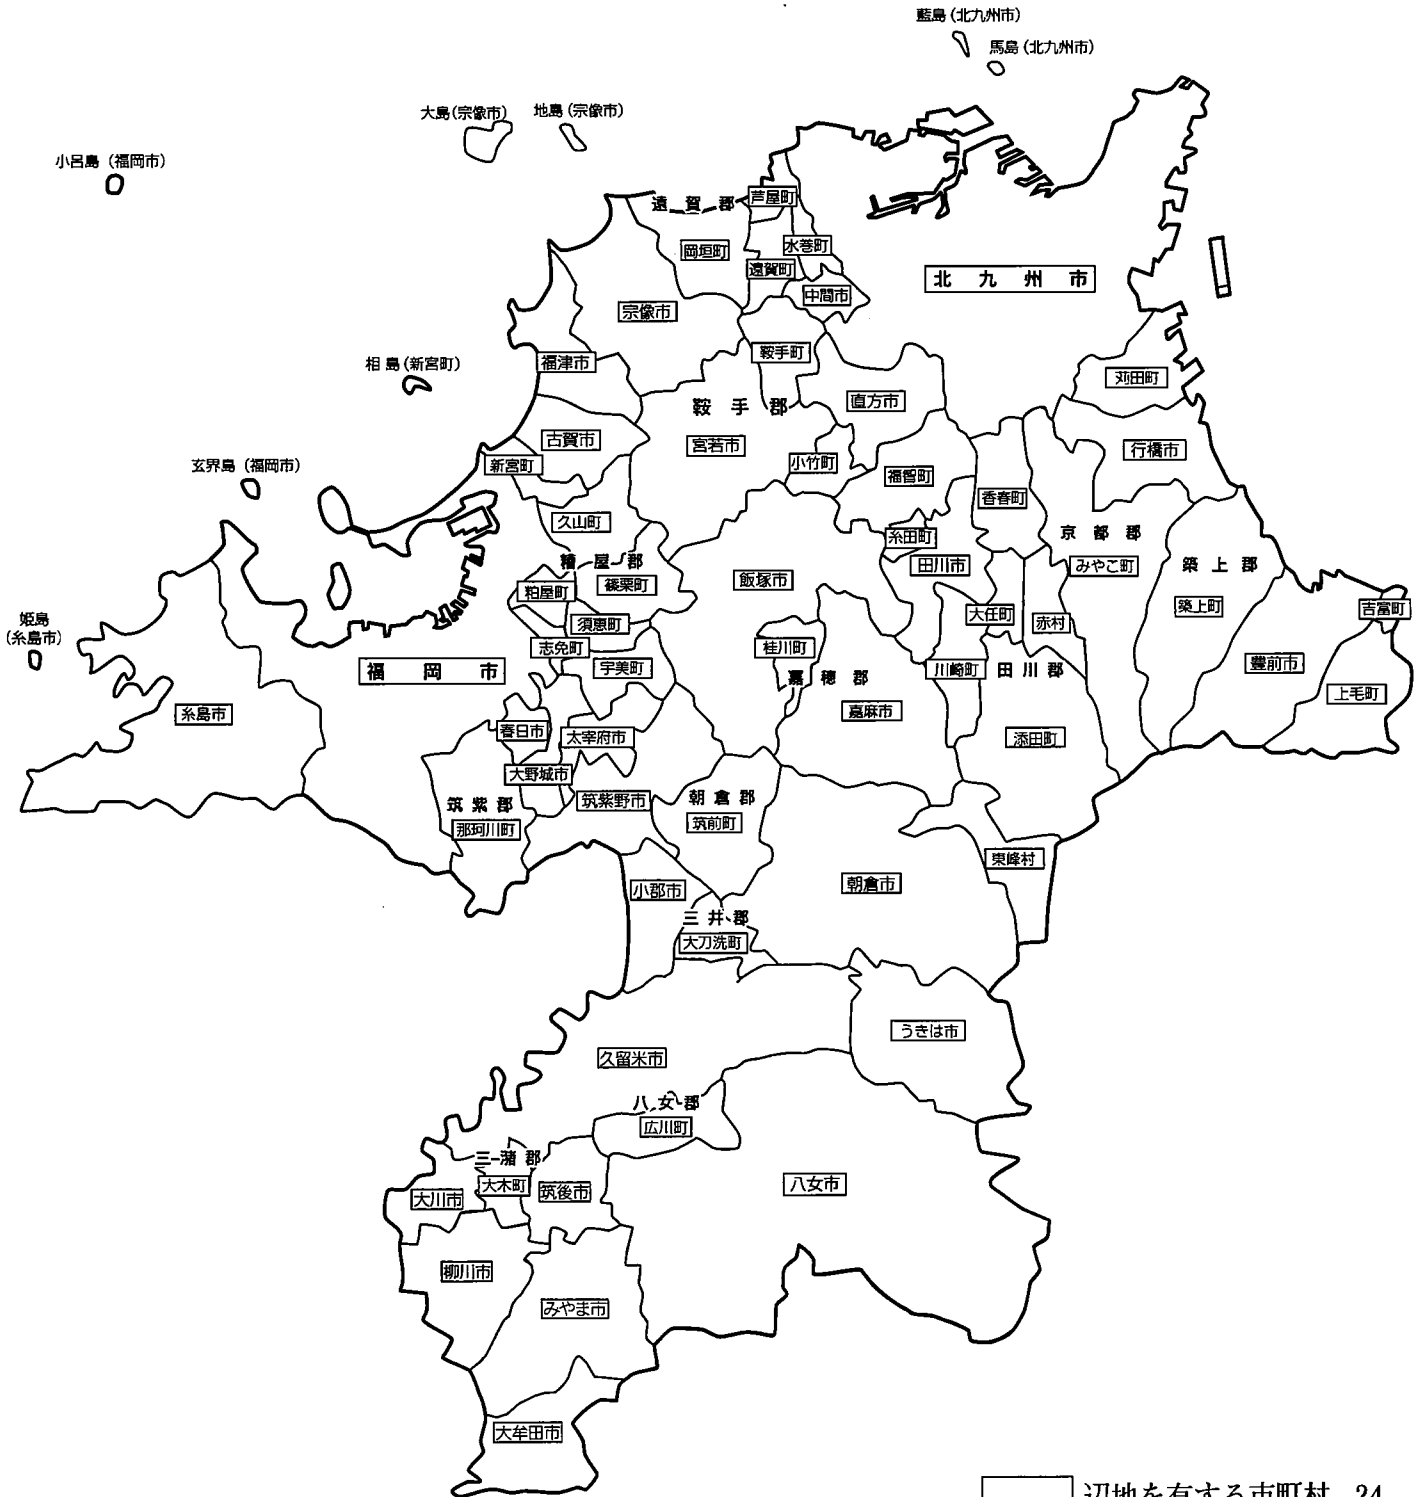 藍島(北九州市)
馬島(北九州市)
大島(宗像市)
地島(宗像市)
小呂島(福岡市)
遠賀郡
芦屋町
岡垣町
水巻町
遠賀町
中間市
北九州市
宗像市
鞍手町
福津市
相島(新宮町)
苅田町
鞍手郡
直方市
宮若市
古賀市
行橋市
新宮町
小竹町
玄界島(福岡市)
福智町
香春町
久山町
糸田町
京都郡
糟屋郡
田川市
みやこ町
築上郡
飯塚市
篠栗町
粕屋町
築上町
吉富町
姫島
(糸島市)
須恵町
大任町
赤村
志免町
桂川町
宇美町
福岡市
嘉穂郡
川崎町
田川郡
豊前市
上毛町
糸島市
嘉麻市
春日市
太宰府市
添田町
大野城市
筑紫郡
筑紫野市
朝倉郡
那珂川町
筑前町
東峰村
小郡市
朝倉市
三井郡
大刀洗町
うきは市
久留米市
八女郡
広川町
三潴郡
大木町
大川市
筑後市
八女市
柳川市
みやま市
大牟田市
辺地を有する市町村 24